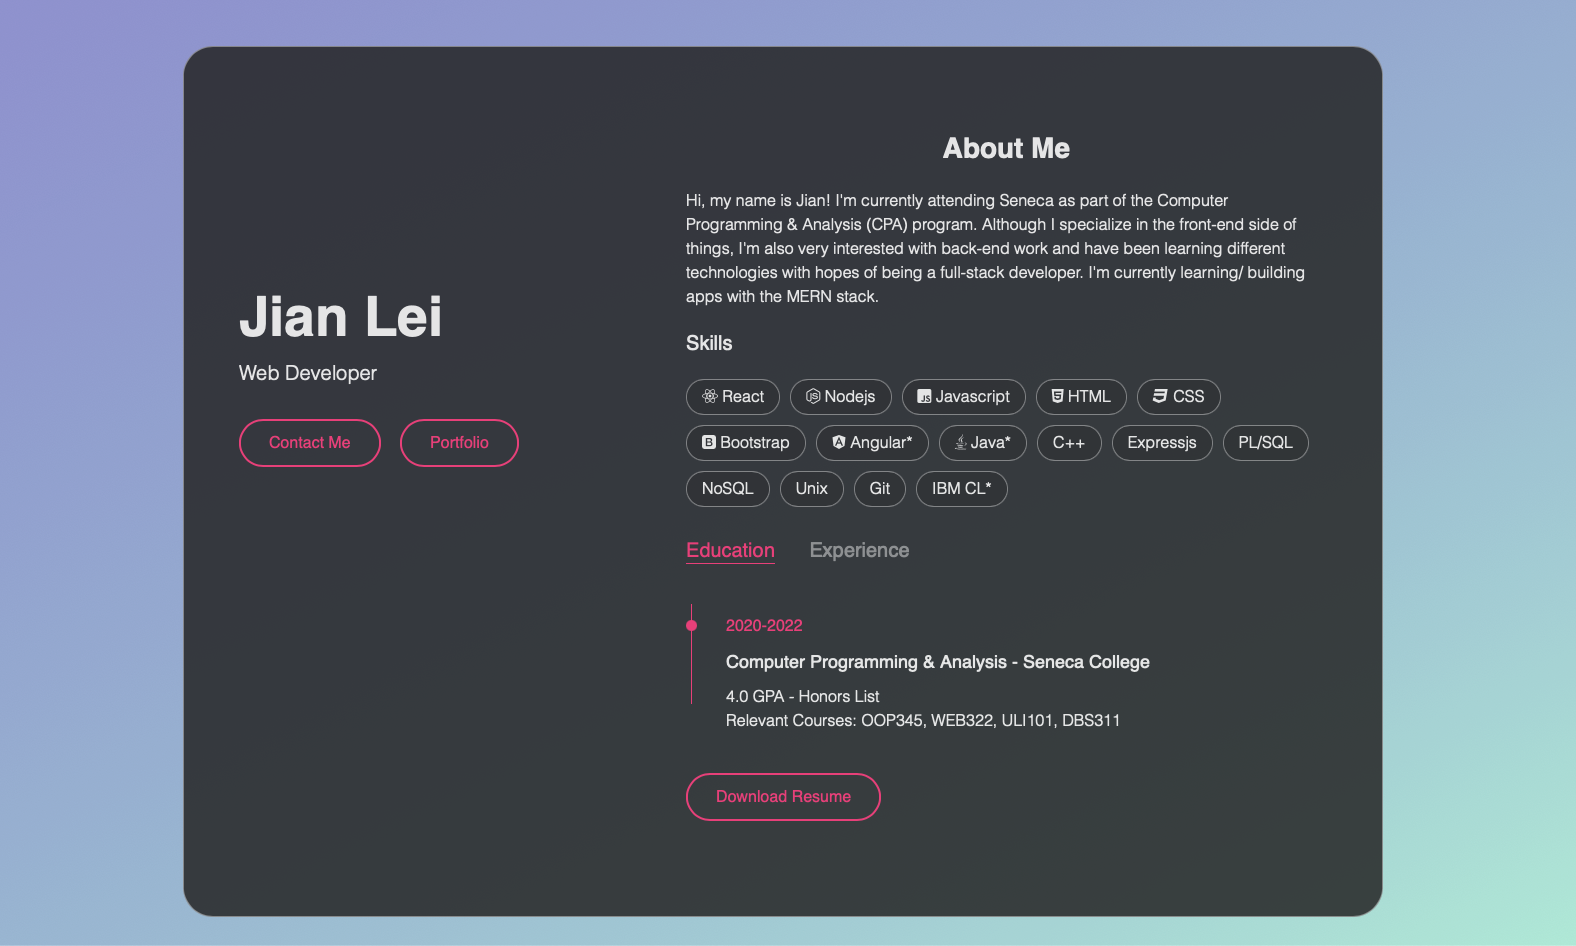 Jian Lei
Web Developer
Contact Me
Portfolio
About Me
Hi, my name is Jian! I'm currently attending Seneca as part of the Computer
Programming & Analysis (CPA) program. Although I specialize in the front-end side of
things, I'm also very interested with back-end work and have been learning different
technologies with hopes of being a full-stack developer. I'm currently learning/ building
apps with the MERN stack.
Skills
React Nodejs Javascript HTML CSS
Bootstrap Angular* Java* C++ Expressjs PL/SQL
NoSQL Unix Git IBM CL*
Education Experience
2020-2022
Computer Programming & Analysis - Seneca College
4.0 GPA - Honors List
Relevant Courses: OOP345, WEB322, ULI101, DBS311
Download Resume